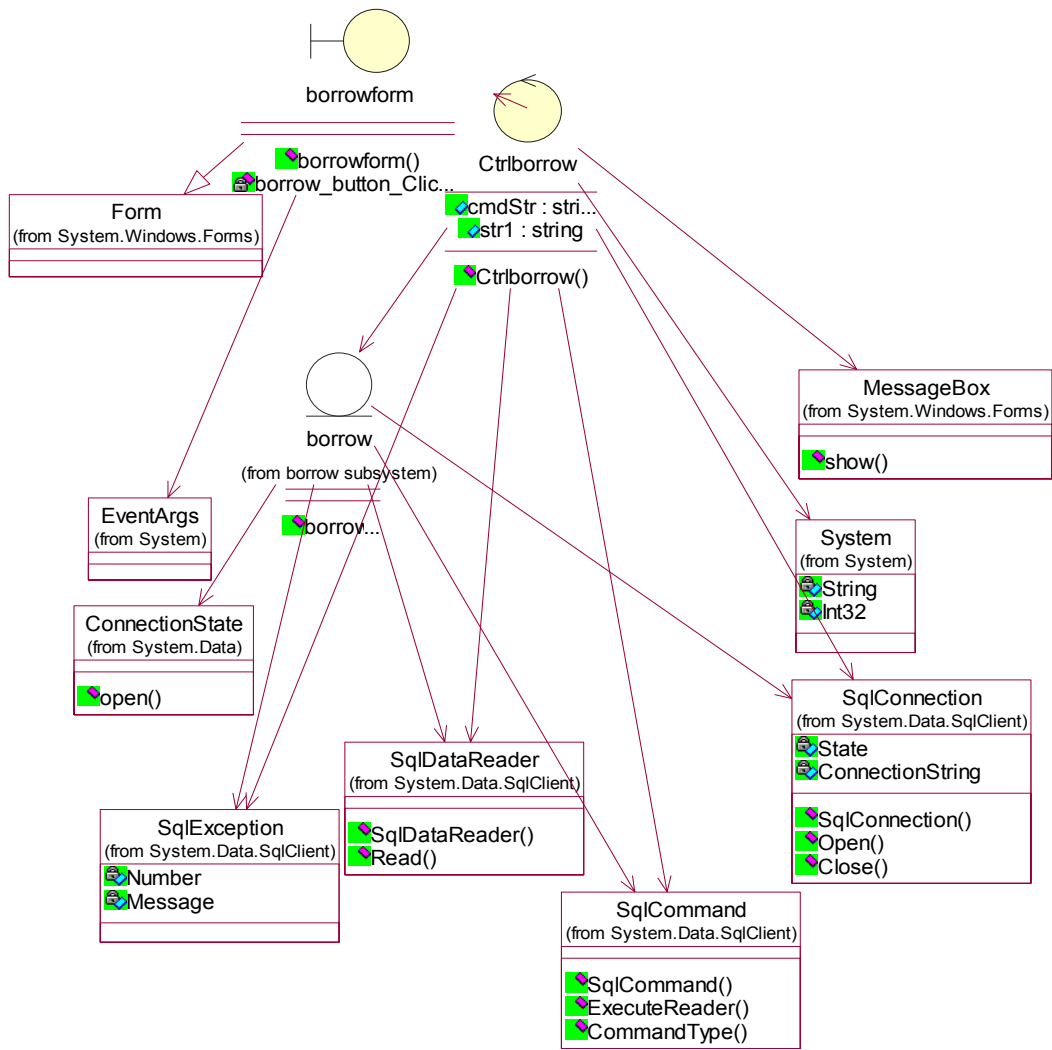 borrowform
borrowform()
borrow_button_Clic...
Ctrlborrow
cmdStr : stri...
str1 : string
Ctrlborrow()
Form
(from System.Windows.Forms)
borrow
(from borrow subsystem)
borrow...
MessageBox
(from System.Windows.Forms)
show()
EventArgs
(from System)
System
(from System)
String
Int32
ConnectionState
(from System.Data)
open()
SqlConnection
(from System.Data.SqlClient)
State
ConnectionString
SqlConnection()
Open()
Close()
SqlDataReader
(from System.Data.SqlClient)
SqlDataReader()
Read()
SqlException
(from System.Data.SqlClient)
Number
Message
SqlCommand
(from System.Data.SqlClient)
SqlCommand()
ExecuteReader()
CommandType()